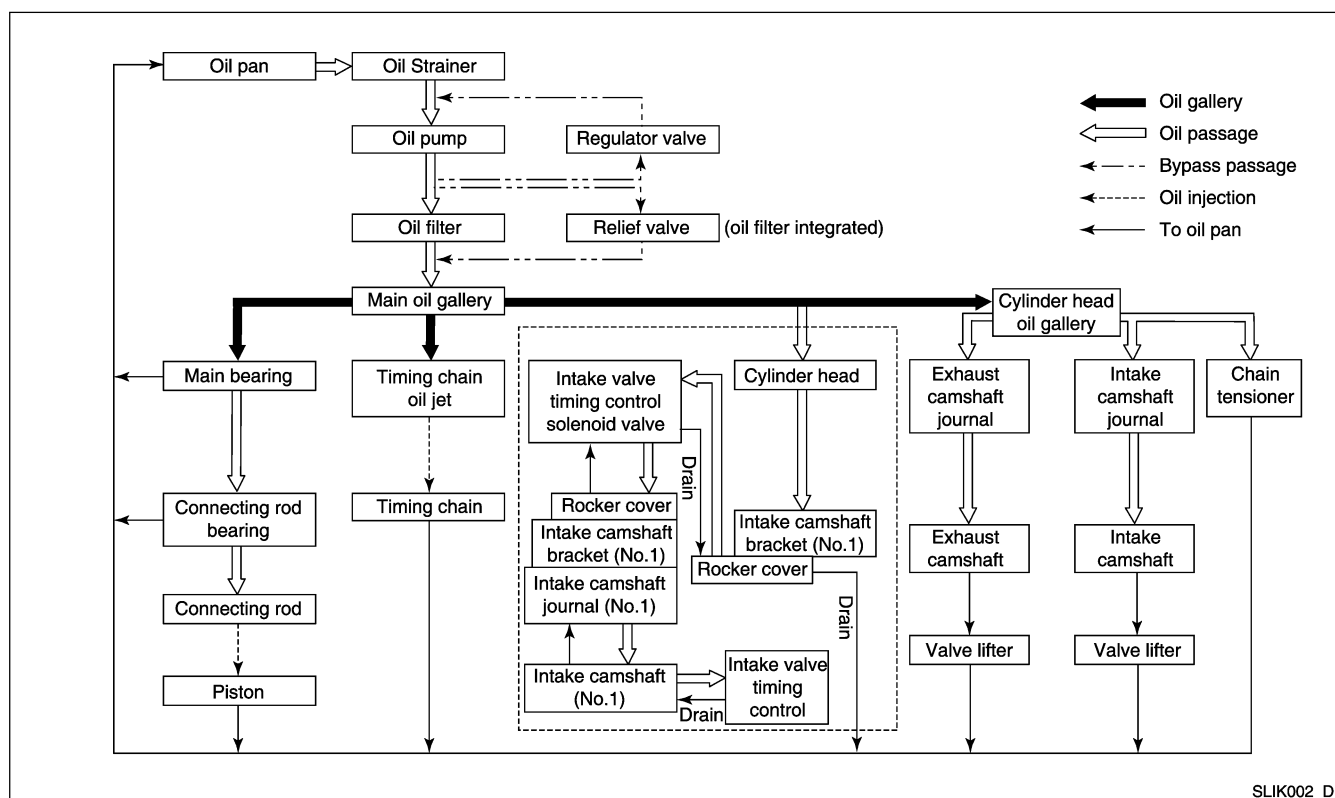 Oil pan
Oil Strainer
Oil gallery
Oil passage
Bypass passage
Oil injection
To oil pan
Oil pump
Regulator valve
Oil filter
Relief valve
(oil filter integrated)
Main oil gallery
Cylinder head
oil gallery
Main bearing
Timing chain
oil jet
Intake valve
timing control
solenoid valve
Cylinder head
Exhaust
camshaft
journal
Intake
camshaft
journal
Chain
tensioner
Drain
Connecting rod
bearing
Timing chain
Rocker cover
Intake camshaft
bracket (No.1)
Intake camshaft
journal (No.1)
Intake camshaft
bracket (No.1)
Rocker cover
Exhaust
camshaft
Intake
camshaft
Drain
Connecting rod
Valve lifter
Valve lifter
Piston
Intake camshaft
(No.1)
Drain
Intake valve
timing
control
SLIK002_D